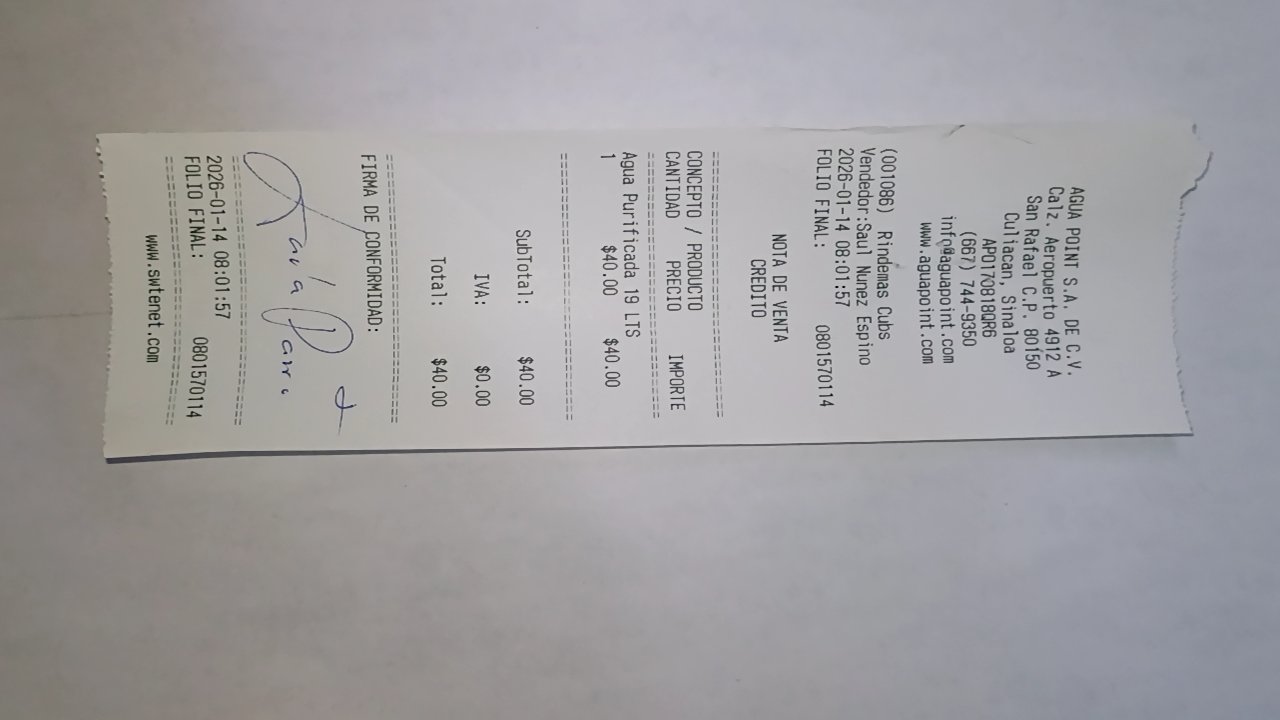 AGUA POINT S.A. DE C.V.
Calz. Aeropuerto 4912 A
San Rafael C.P. 80150
Culiacan, Sinaloa
APO170818QR6
(667) 744-9350
info@aguapoint.com
www.aguapoint.com
(001086) Rindemas Cubs
Vendedor:Saul Nunez Espino
2026-01-14 08:01:57
FOLIO FINAL: 0801570114
NOTA DE VENTA
CREDITO
CONCEPTO / PRODUCTO
CANTIDAD PRECIO IMPORTE
Agua Purificada 19 LTS
1 $40.00 $40.00
SubTotal: $40.00
IVA: $0.00
Total: $40.00
FIRMA DE CONFORMIDAD:
2026-01-14 08:01:57
FOLIO FINAL: 0801570114
www.swtenet.com